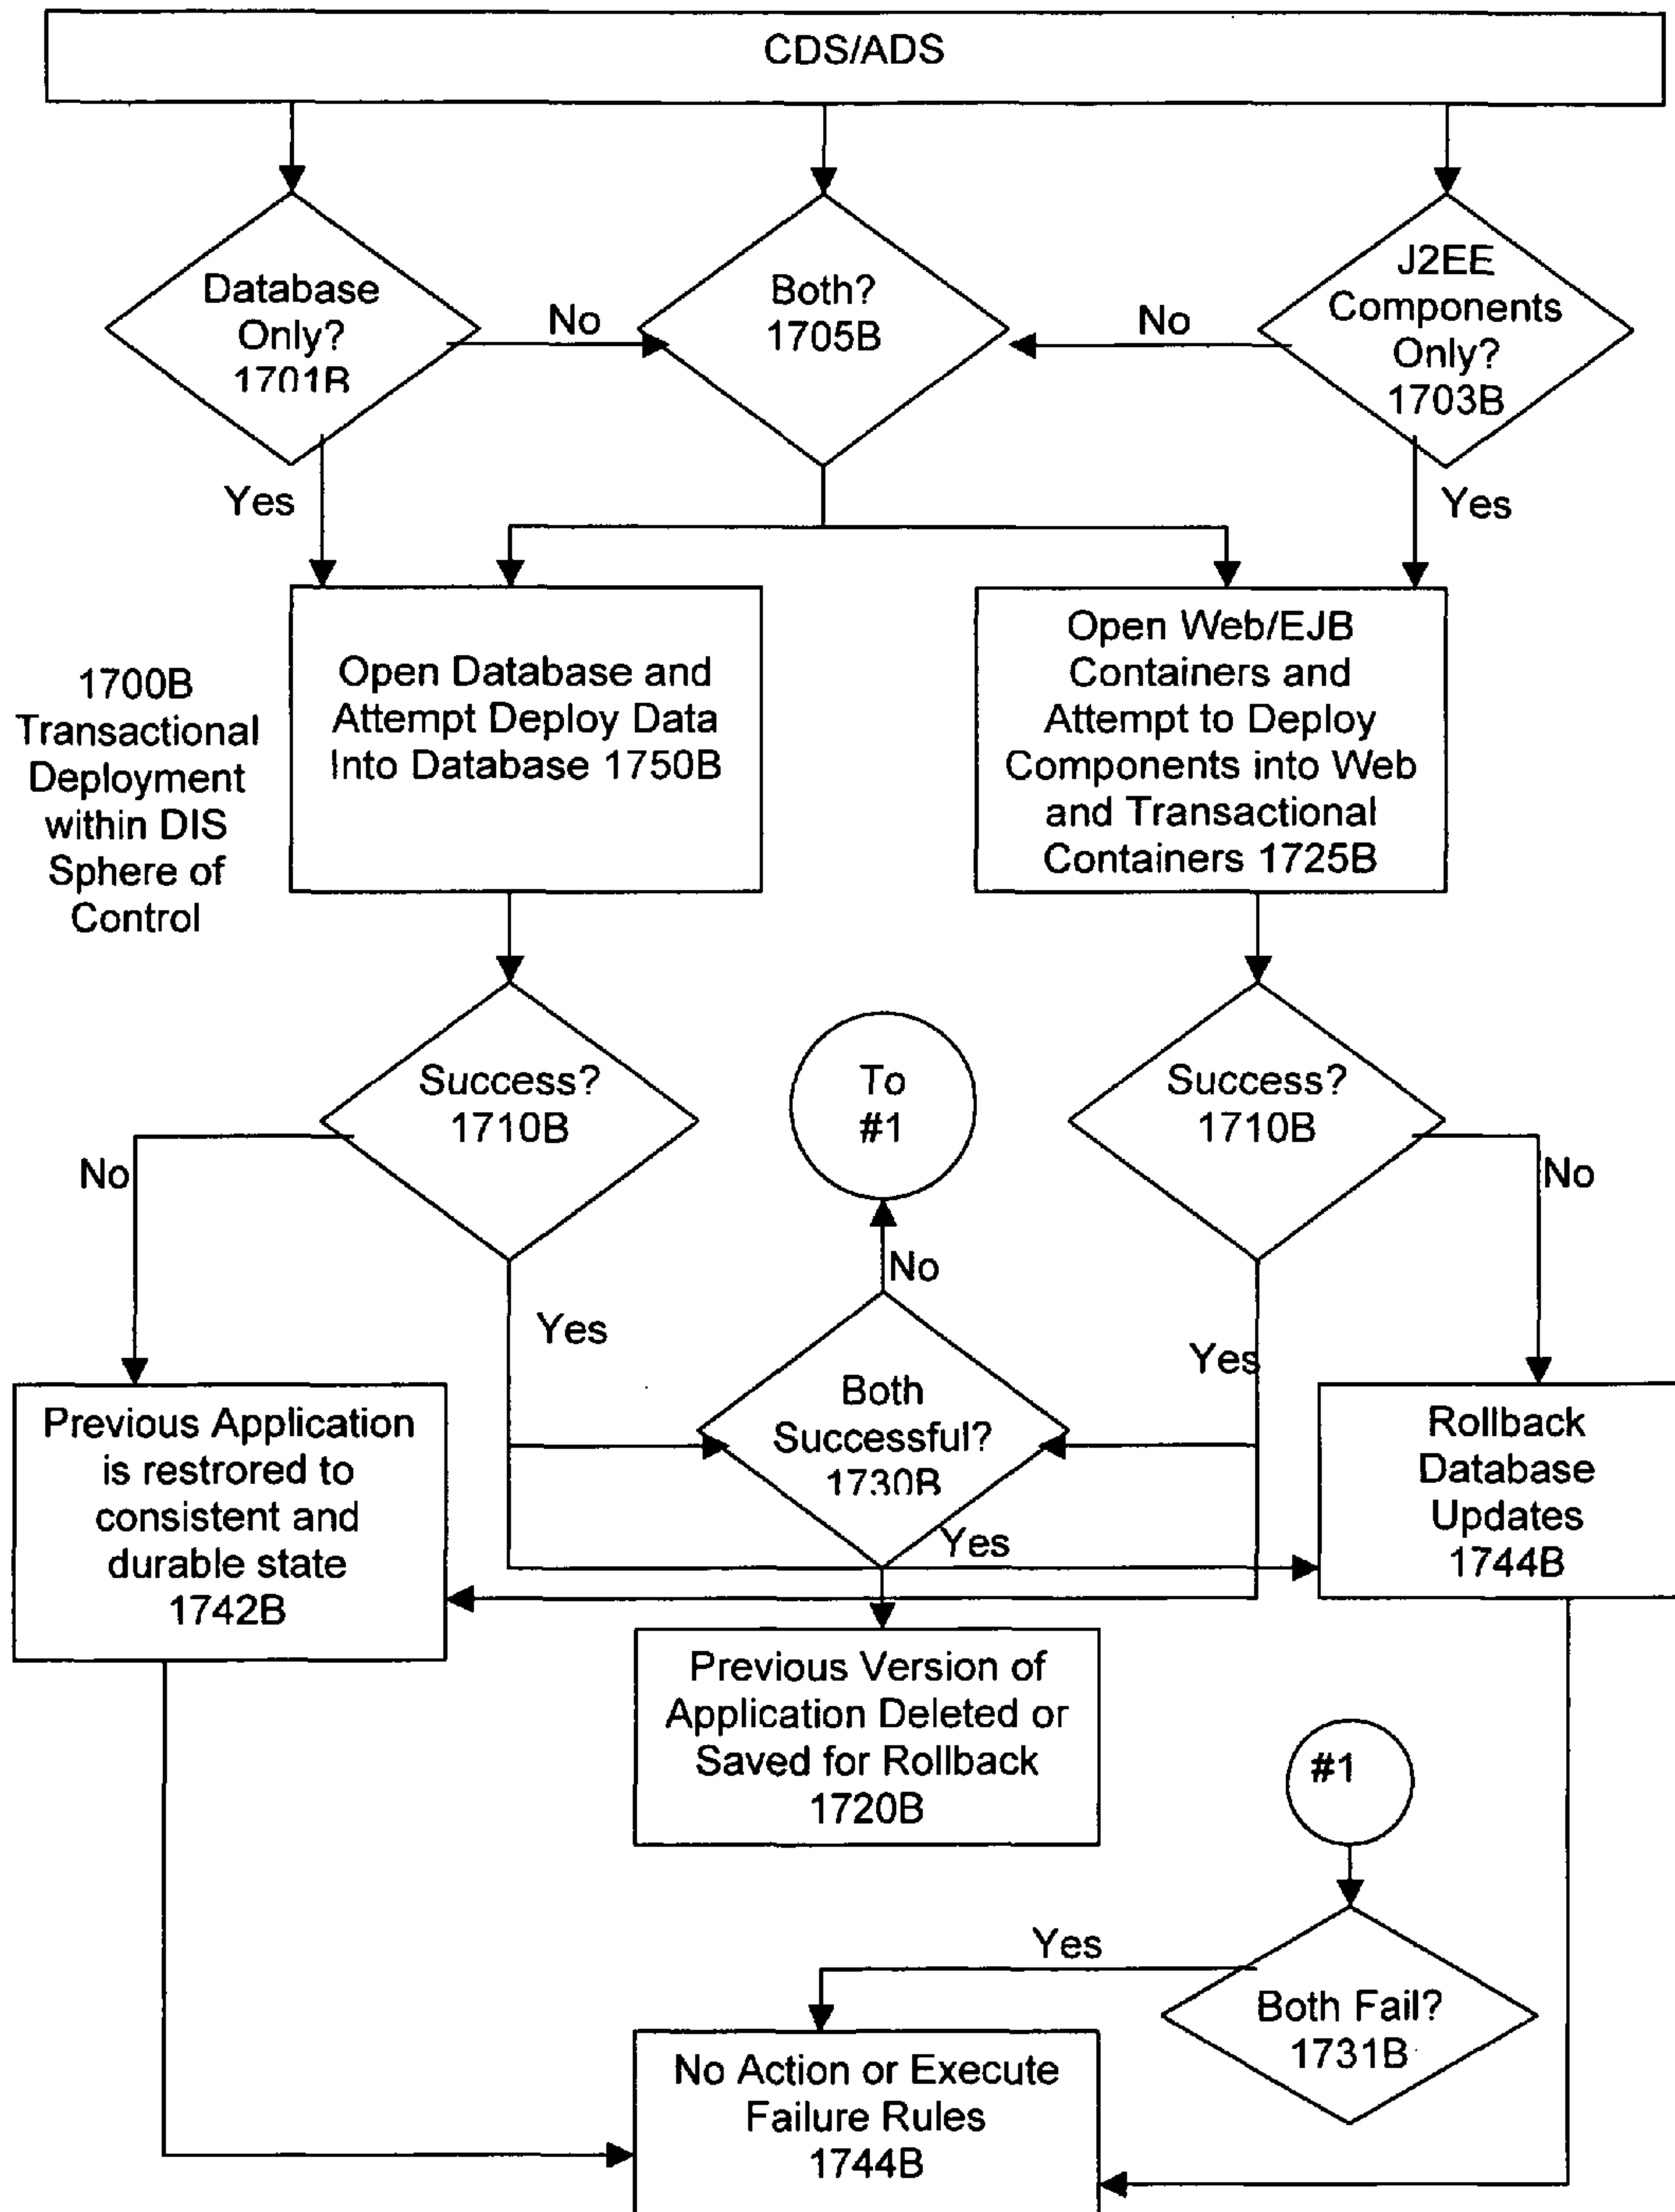 CDS/ADS
Database
Only?
1701B
No
Both?
1705B
No
J2EE
Components
Only?
1703B
Yes
Yes
1700B
Transactional
Deployment
within DIS
Sphere of
Control
Open Database and
Attempt Deploy Data
Into Database 1750B
Open Web/EJB
Containers and
Attempt to Deploy
Components into Web
and Transactional
Containers 1725B
Success?
1710B
To
#1
Success?
1710B
No
No
No
Yes
Yes
Both
Successful?
1730B
Yes
Previous Application
is restrored to
consistent and
durable state
1742B
Rollback
Database
Updates
1744B
Previous Version of
Application Deleted or
Saved for Rollback
1720B
#1
Yes
Both Fail?
1731B
No Action or Execute
Failure Rules
1744B